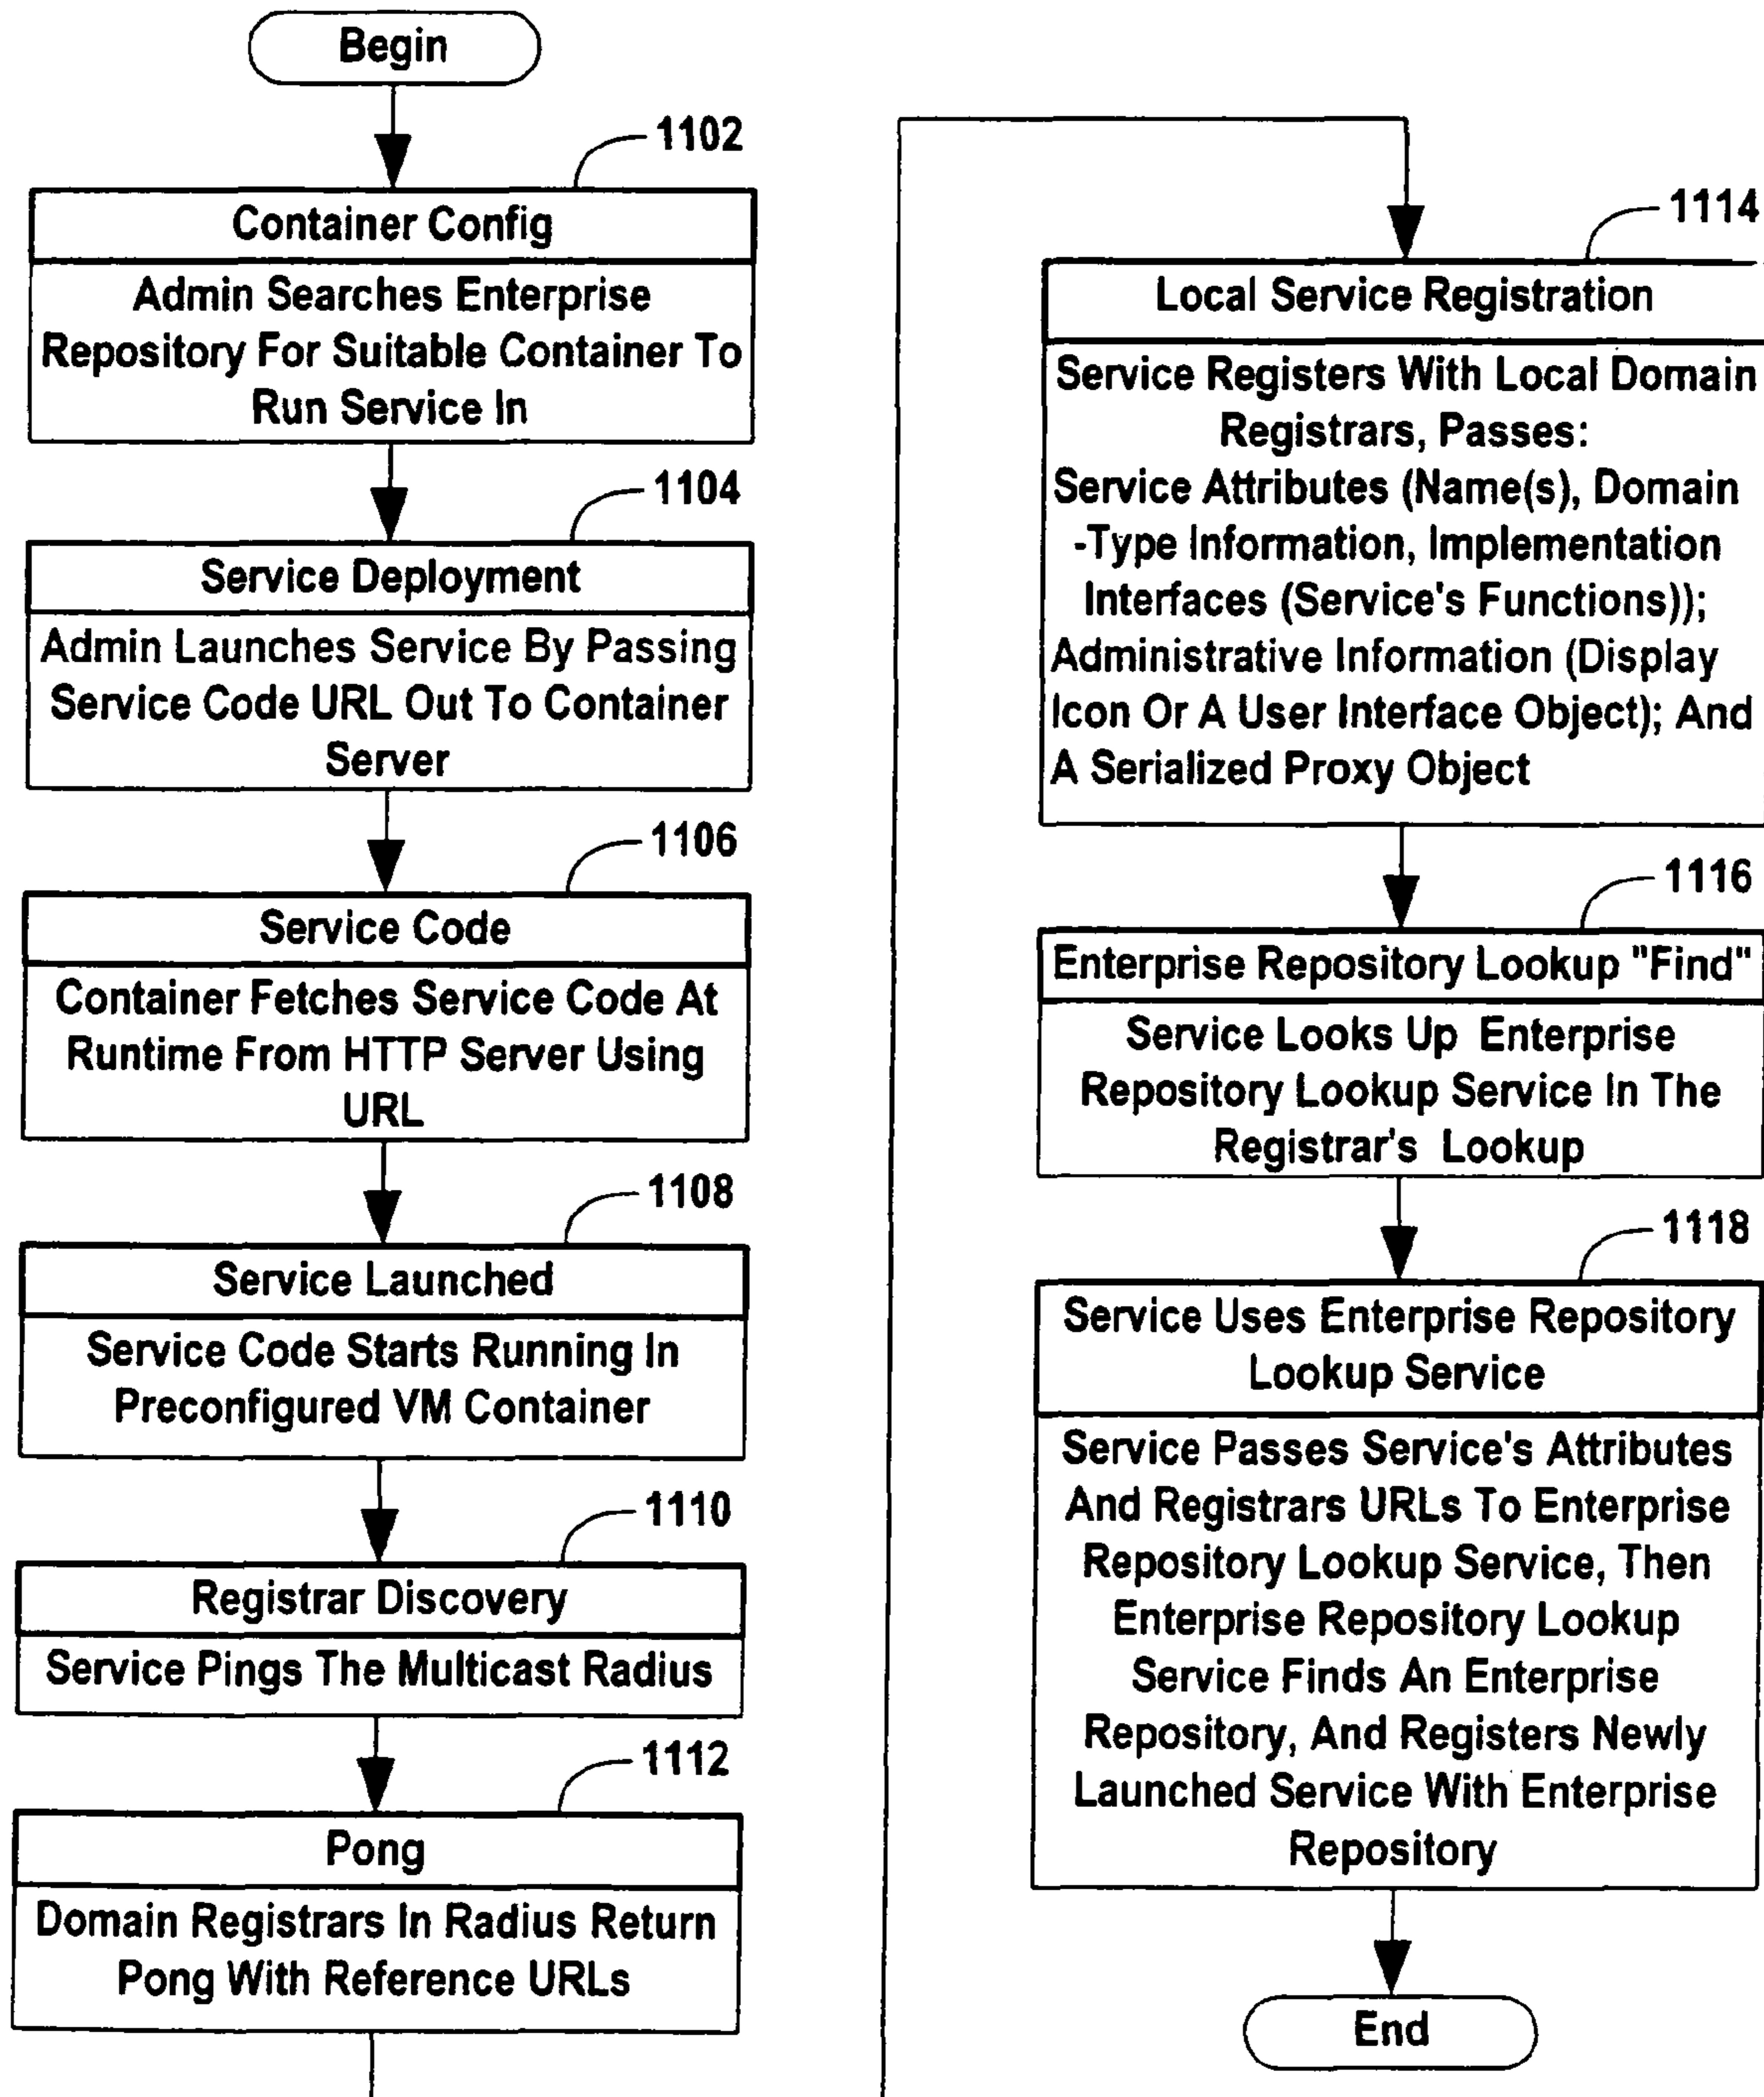 Begin
1102
Container Config
Admin Searches Enterprise
Repository For Suitable Container To
Run Service In
1104
Service Deployment
Admin Launches Service By Passing
Service Code URL Out To Container
Server
1106
Service Code
Container Fetches Service Code At
Runtime From HTTP Server Using
URL
1108
Service Launched
Service Code Starts Running In
Preconfigured VM Container
1110
Registrar Discovery
Service Pings The Multicast Radius
1112
Pong
Domain Registrars In Radius Return
Pong With Reference URLs
1114
Local Service Registration
Service Registers With Local Domain
Registrars, Passes:
Service Attributes (Name(s), Domain
-Type Information, Implementation
Interfaces (Service's Functions));
Administrative Information (Display
Icon Or A User Interface Object); And
A Serialized Proxy Object
1116
Enterprise Repository Lookup "Find"
Service Looks Up Enterprise
Repository Lookup Service In The
Registrar's Lookup
1118
Service Uses Enterprise Repository
Lookup Service
Service Passes Service's Attributes
And Registrars URLs To Enterprise
Repository Lookup Service, Then
Enterprise Repository Lookup
Service Finds An Enterprise
Repository, And Registers Newly
Launched Service With Enterprise
Repository
End